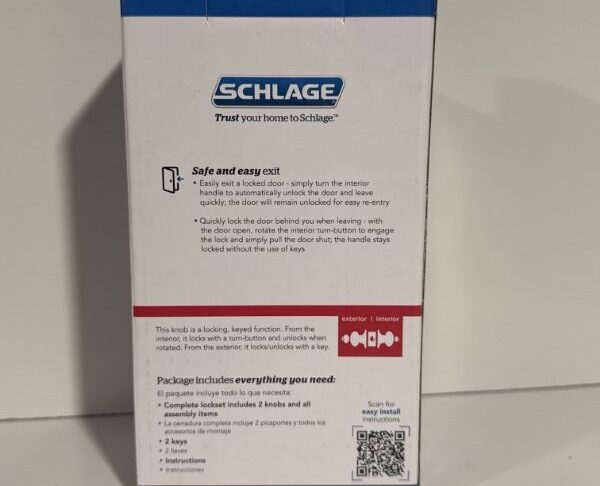 SCHLAGE
Trust your home to Schlage.™
Safe and easy exit
• Easily exit a locked door - simply turn the interior
handle to automatically unlock the door and leave
quickly; the door will remain unlocked for easy re-entry
• Quickly lock the door behind you when leaving - with
the door open, rotate the interior turn-button to engage
the lock and simply pull the door shut; the handle stays
locked without the use of keys
exterior | interior
This knob is a locking, keyed function. From the
interior, it locks with a turn-button and unlocks when
rotated. From the exterior, it locks/unlocks with a key.
Package includes everything you need:
El paquete incluye todo lo que necesita:
• Complete lockset includes 2 knobs and all
assembly items
• La cerradura completa incluye 2 picaportes y todos los
accesorios de montaje
• 2 keys
• 2 llaves
• Instructions
• Instrucciones
Scan for
easy install
instructions